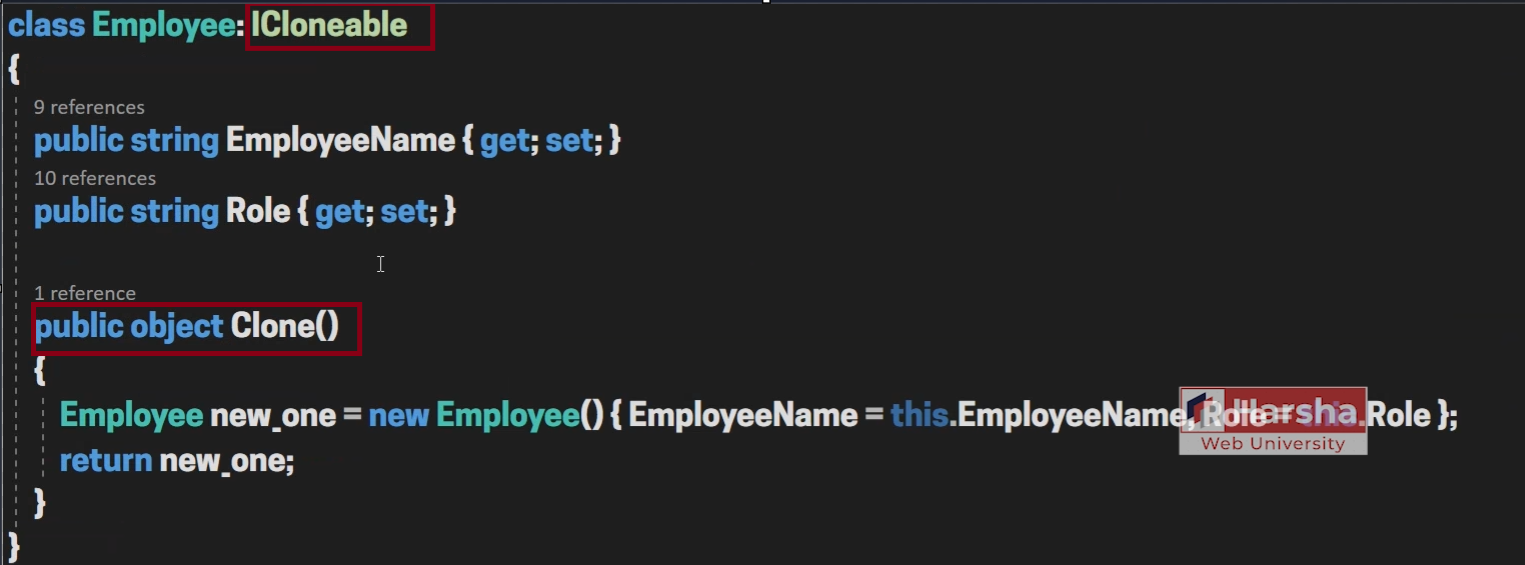 class Employee: ICloneable
{
9 references
public string EmployeeName { get; set; }
10 references
public string Role { get; set; }
1 reference
public object Clone()
{
Employee new_one = new Employee() { EmployeeName = this.EmployeeName, Role = this.Role };
Harsha
Web University
return new_one;
}
}